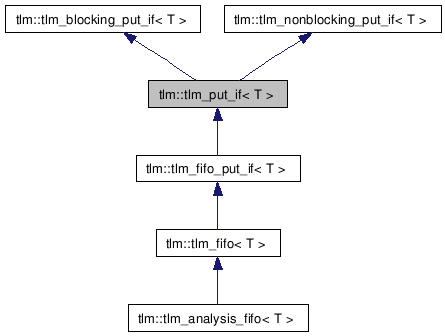 tlm::tlm_blocking_put_if< T >
tlm::tlm_nonblocking_put_if< T >
tlm::tlm_put_if< T >
tlm::tlm_fifo_put_if< T >
tlm::tlm_fifo< T >
tlm::tlm_analysis_fifo< T >